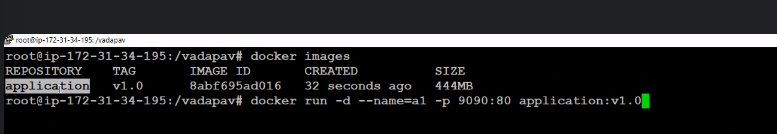 root@ip-172-31-34-195: /vadapav
root@ip-172-31-34-195:/vadapav# docker images
REPOSITORY TAG IMAGE ID CREATED SIZE
application v1.0 8abf695ad016 32 seconds ago 444MB
root@ip-172-31-34-195:/vadapav# docker run -d --name=a1 -p 9090:80 application:v1.0